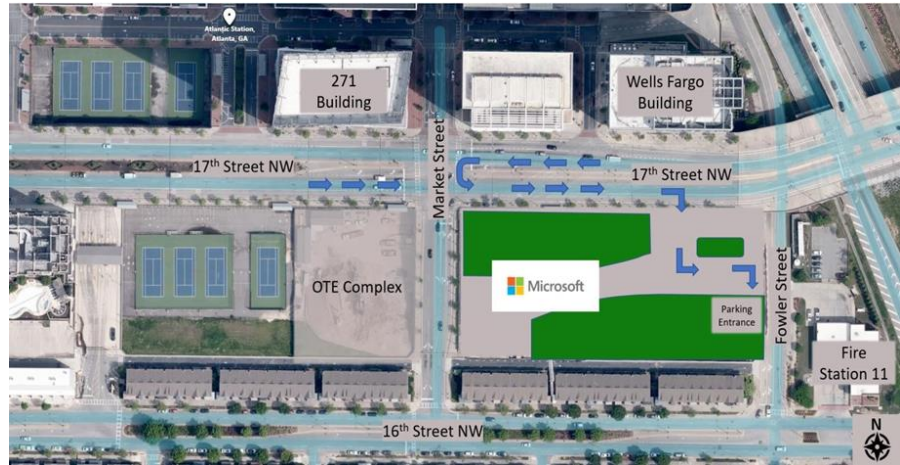 Atlantic Station,
Atlanta, GA
271
Building
Wells Fargo
Building
17th Street NW
Market Street
17th Street NW
OTE Complex
Microsoft
Parking
Entrance
Fowler Street
Fire
Station 11
16th Street NW
N